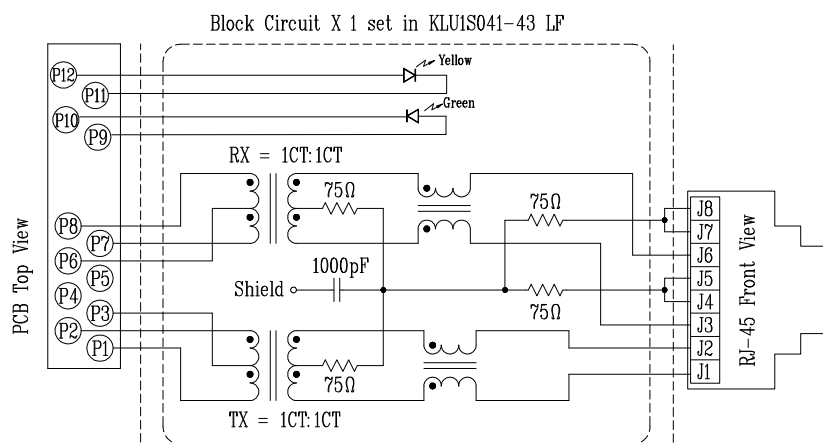 Block Circuit X 1 set in KLU1S041-43 LF
P12
Yellow
P11
P10
Green
P9
RX = 1CT:1CT
75Ω
75Ω
P8
P7
P6
P5
P4
P3
P2
P1
PCB Top View
1000pF
Shield
75Ω
75Ω
TX = 1CT:1CT
J8
J7
J6
J5
J4
J3
J2
J1
RJ-45 Front View